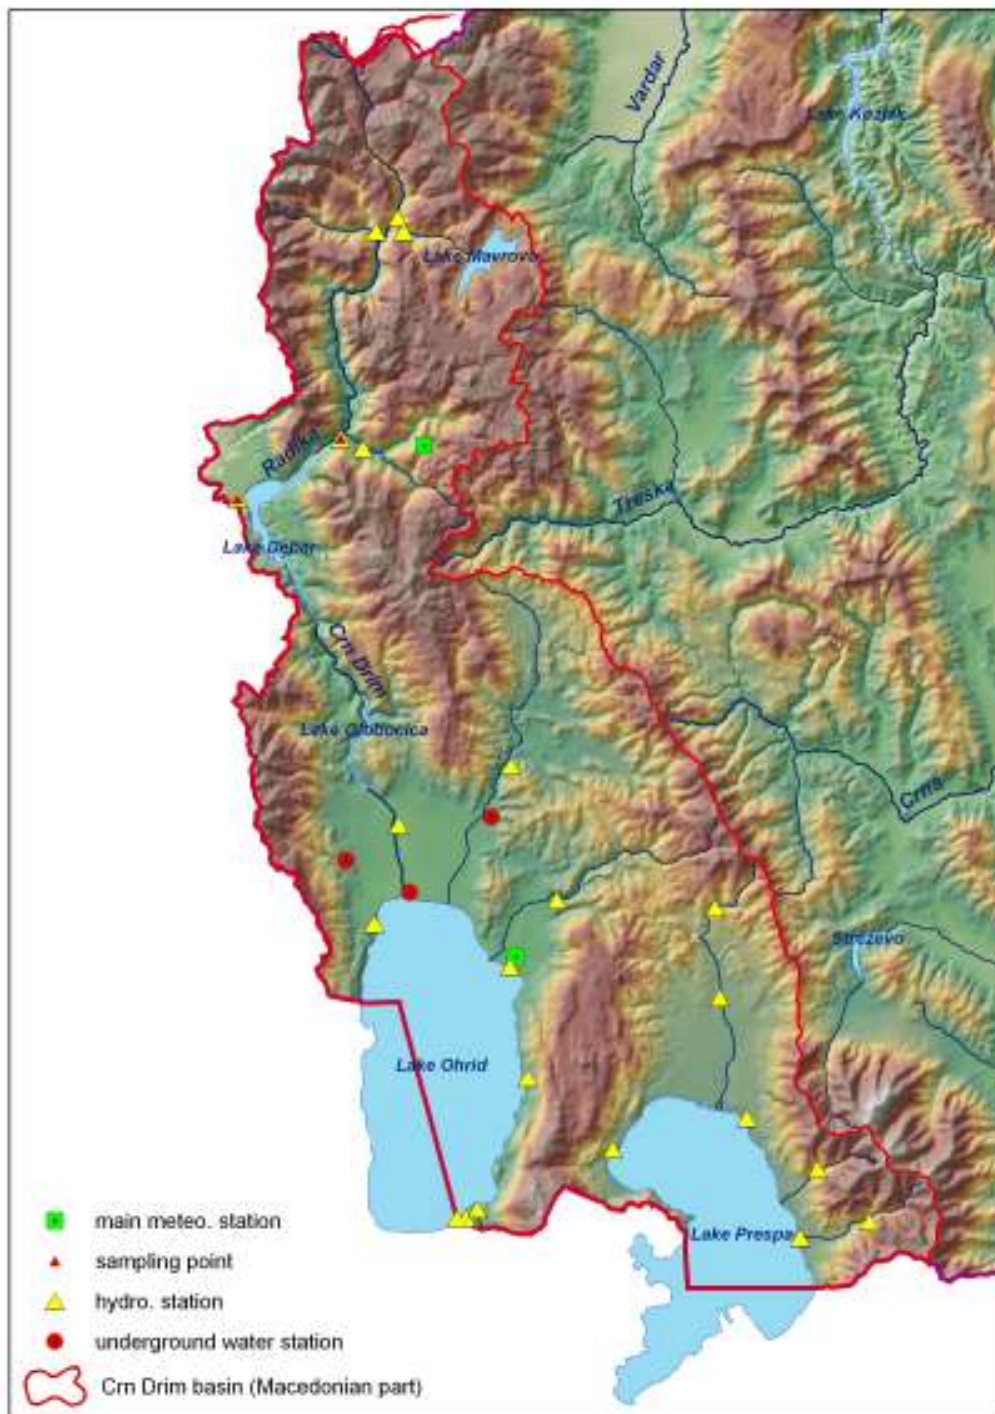 Vardar
Lake Kozjak
Lake Mavrovo
Radika
Treska
Lake Debar
Crn Drim
Lake Globocica
Crna
Strezevo
Lake Ohrid
Lake Prespa
main meteo. station
sampling point
hydro. station
underground water station
Crn Drim basin (Macedonian part)